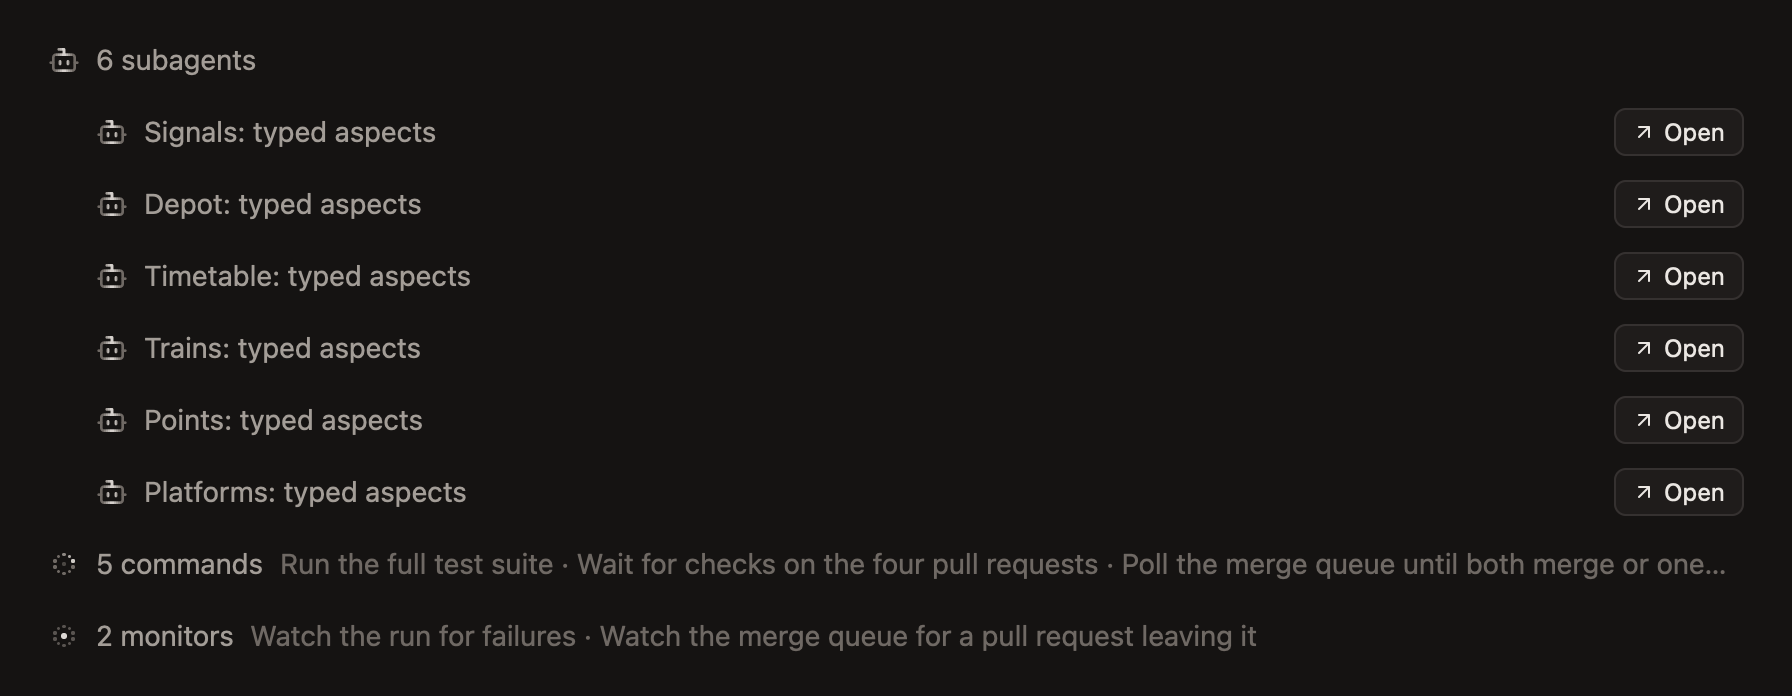 6 subagents
Signals: typed aspects Open
Depot: typed aspects Open
Timetable: typed aspects Open
Trains: typed aspects Open
Points: typed aspects Open
Platforms: typed aspects Open
5 commands Run the full test suite · Wait for checks on the four pull requests · Poll the merge queue until both merge or one...
2 monitors Watch the run for failures · Watch the merge queue for a pull request leaving it